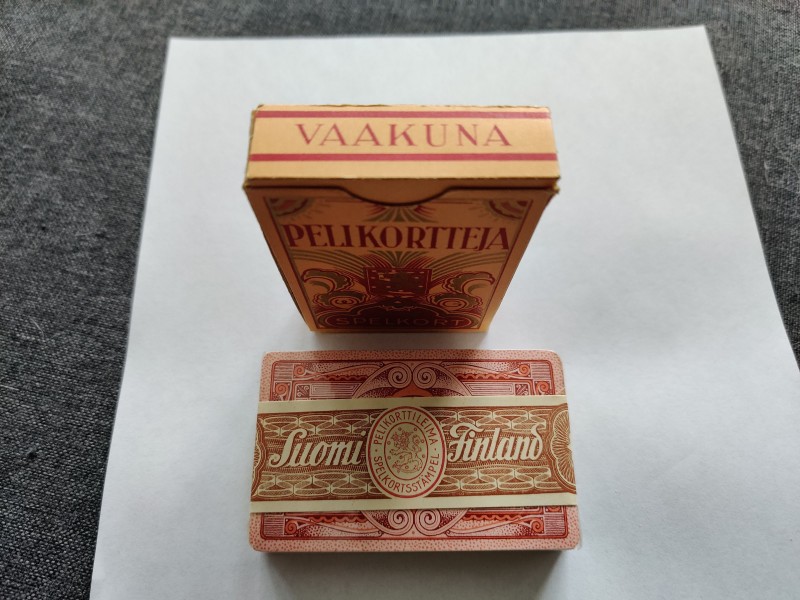 VAAKUNA
PELIKORTTEJA
SPELKORT
Suomi Finland
PELIKORTTILEIMA
SPELKORTSSTÄMPEL